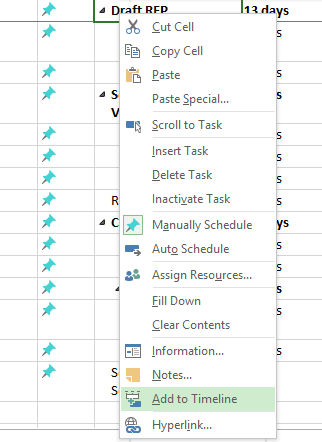 Draft RFP 13 days
Cut Cell
Copy Cell
Paste
Paste Special...
Scroll to Task
Insert Task
Delete Task
Inactivate Task
Manually Schedule
Auto Schedule
Assign Resources...
Fill Down
Clear Contents
Information...
Notes...
Add to Timeline
Hyperlink...